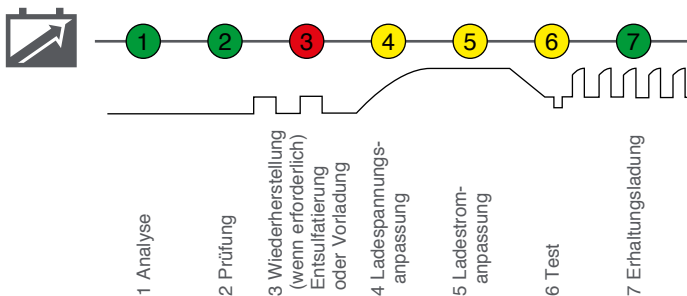 1
2
3
4
5
6
7
1 Analyse
2 Prüfung
3 Wiederherstellung
(wenn erforderlich)
Entsulfatierung
oder Vorladung
4 Ladespannungs-
anpassung
5 Ladestrom-
anpassung
6 Test
7 Erhaltungsladung